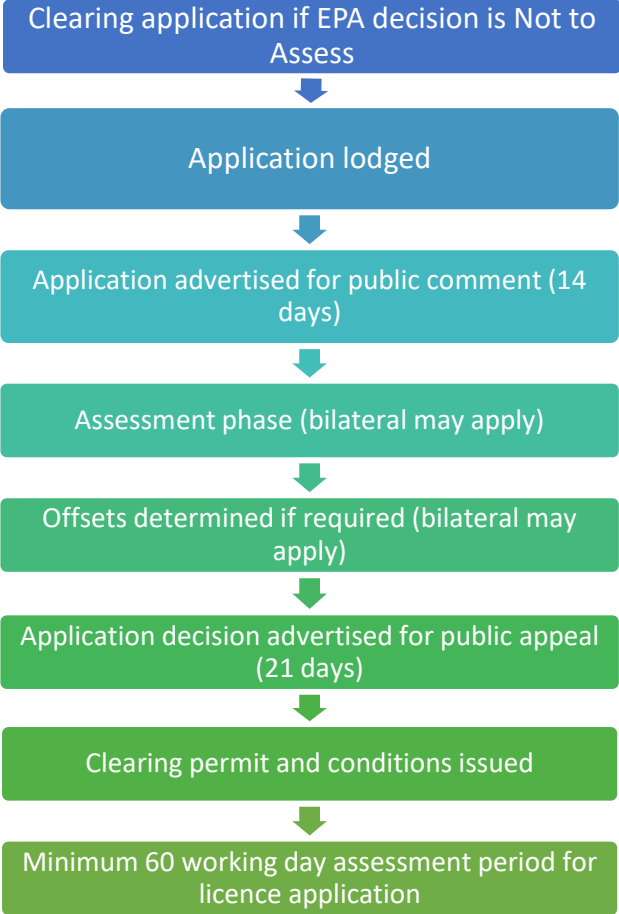 Clearing application if EPA decision is Not to
Assess
Application lodged
Application advertised for public comment (14
days)
Assessment phase (bilateral may apply)
Offsets determined if required (bilateral may
apply)
Application decision advertised for public appeal
(21 days)
Clearing permit and conditions issued
Minimum 60 working day assessment period for
licence application